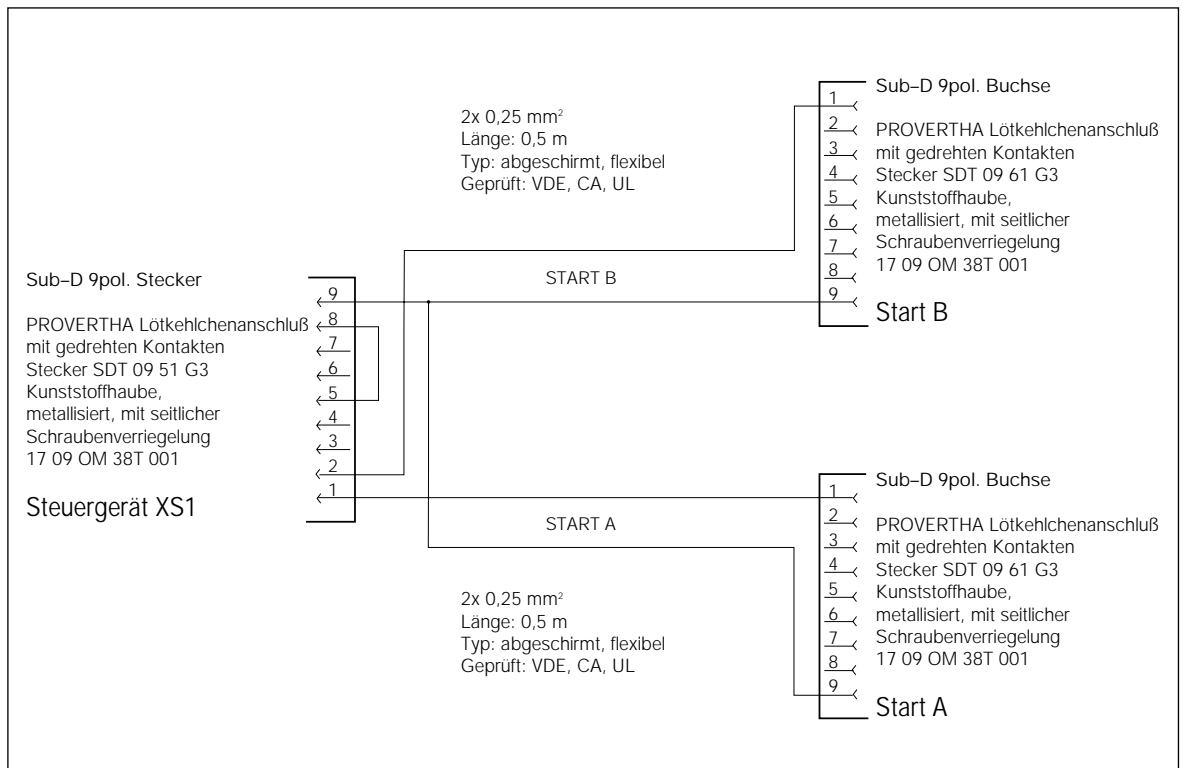 Sub–D 9pol. Buchse
1
2
3
4
5
6
7
8
9
PROVERTHA Lötkehlchenanschluß
mit gedrehten Kontakten
Stecker SDT 09 61 G3
Kunststoffhaube,
metallisiert, mit seitlicher
Schraubenverriegelung
17 09 OM 38T 001
Start B
2x 0,25 mm²
Länge: 0,5 m
Typ: abgeschirmt, flexibel
Geprüft: VDE, CA, UL
START B
Sub–D 9pol. Stecker
PROVERTHA Lötkehlchenanschluß
mit gedrehten Kontakten
Stecker SDT 09 51 G3
Kunststoffhaube,
metallisiert, mit seitlicher
Schraubenverriegelung
17 09 OM 38T 001
Steuergerät XS1
9
8
7
6
5
4
3
2
1
START A
2x 0,25 mm²
Länge: 0,5 m
Typ: abgeschirmt, flexibel
Geprüft: VDE, CA, UL
Sub–D 9pol. Buchse
1
2
3
4
5
6
7
8
9
PROVERTHA Lötkehlchenanschluß
mit gedrehten Kontakten
Stecker SDT 09 61 G3
Kunststoffhaube,
metallisiert, mit seitlicher
Schraubenverriegelung
17 09 OM 38T 001
Start A